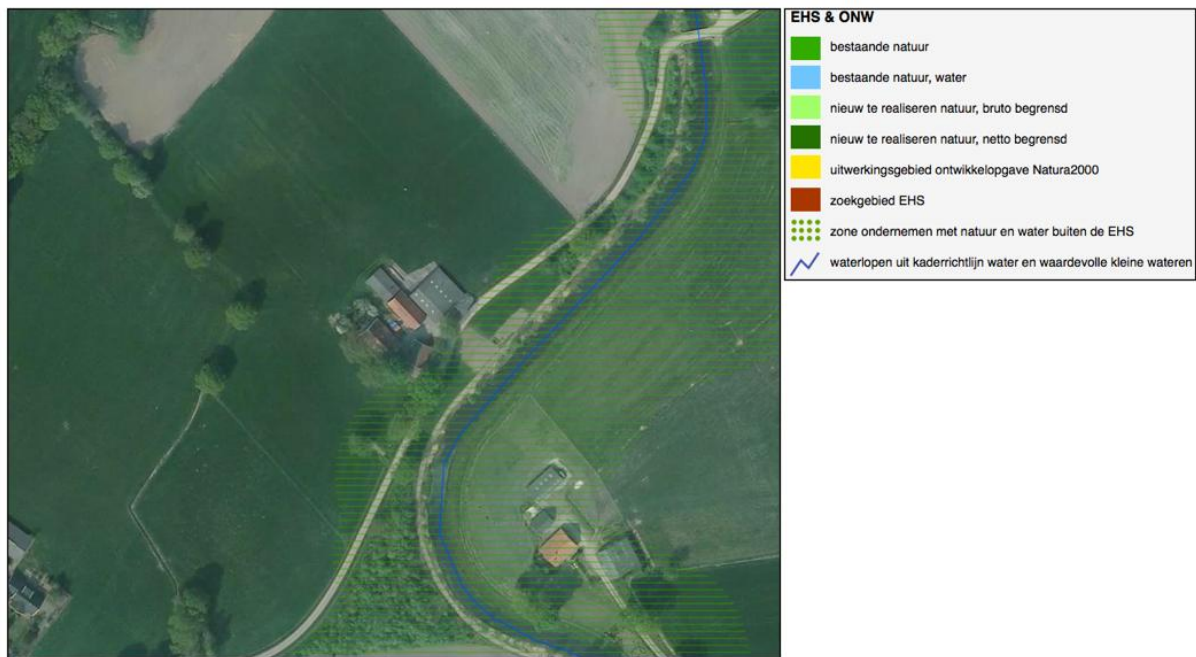 EHS & ONW
bestaande natuur
bestaande natuur, water
nieuw te realiseren natuur, bruto begrensd
nieuw te realiseren natuur, netto begrensd
uitwerkingsgebied ontwikkelopgave Natura2000
zoekgebied EHS
zone ondernemen met natuur en water buiten de EHS
waterlopen uit kaderrichtlijn water en waardevolle kleine wateren